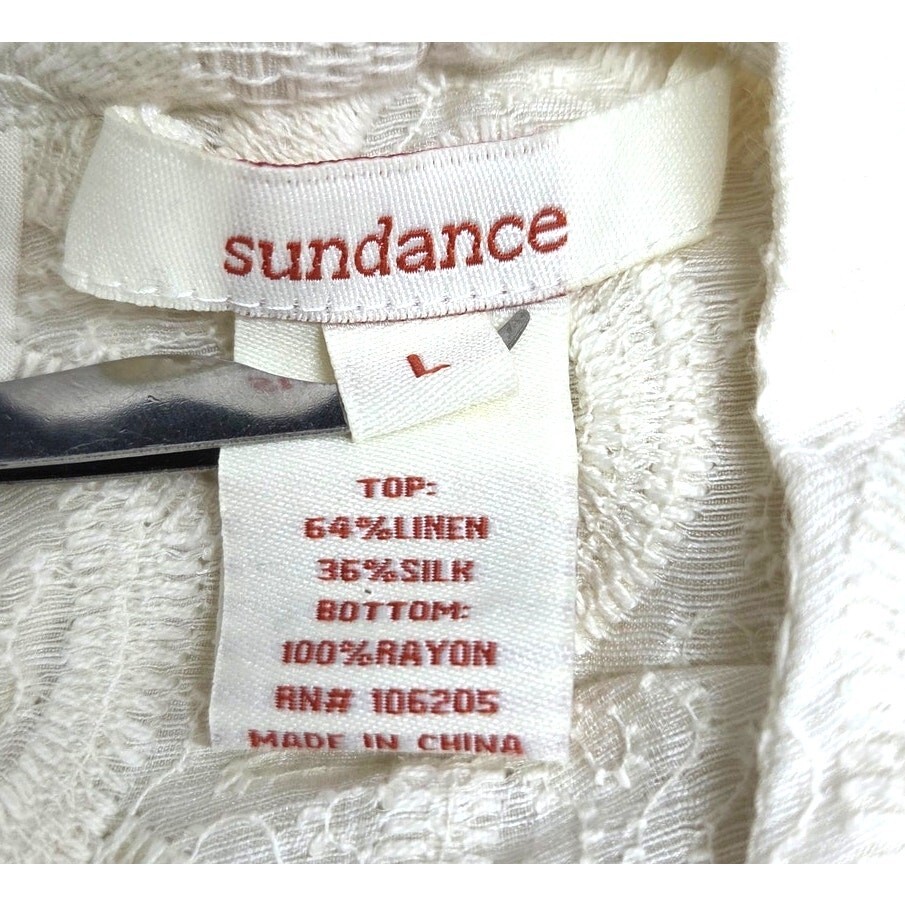 sundance
L
TOP:
64%LINEN
36%SILK
BOTTOM:
100%RAYON
RN# 106205
MADE IN CHINA